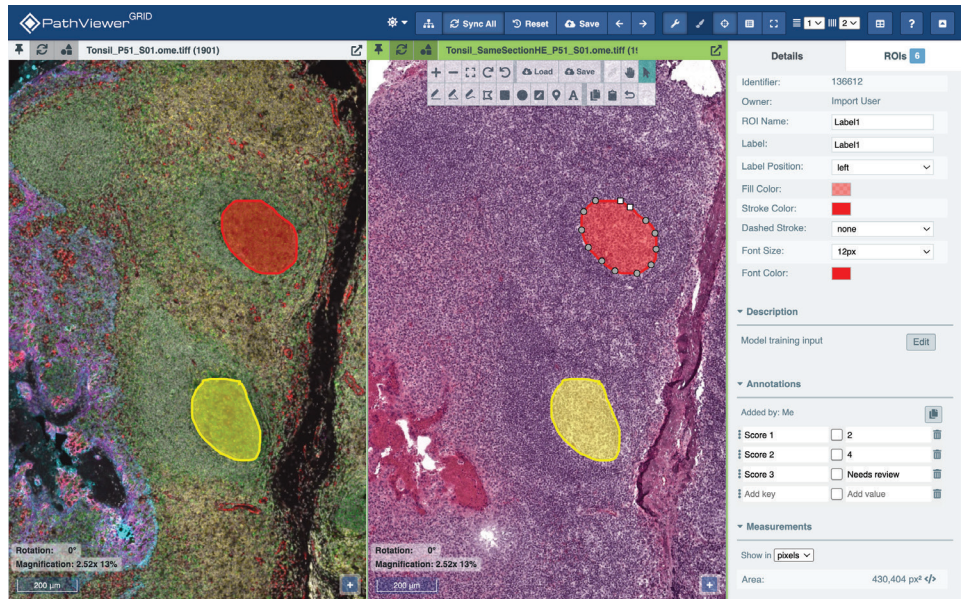 PathViewer GRID
Sync All Reset Save
1 2 ?
Tonsil_P51_S01.ome.tiff (1901)
Tonsil_SameSectionHE_P51_S01.ome.tiff (1
Load Save
A
Details ROIs 6
Identifier: 136612
Owner: Import User
ROI Name: Label1
Label: Label1
Label Position: left
Fill Color:
Stroke Color:
Dashed Stroke: none
Font Size: 12px
Font Color:
Description
Model training input Edit
Annotations
Added by: Me
Score 1 2
Score 2 4
Score 3 Needs review
Add key Add value
Measurements
Show in pixels
Area: 430,404 px² </>
Rotation: 0°
Magnification: 2.52x 13%
200 μm
Rotation: 0°
Magnification: 2.52x 13%
200 μm